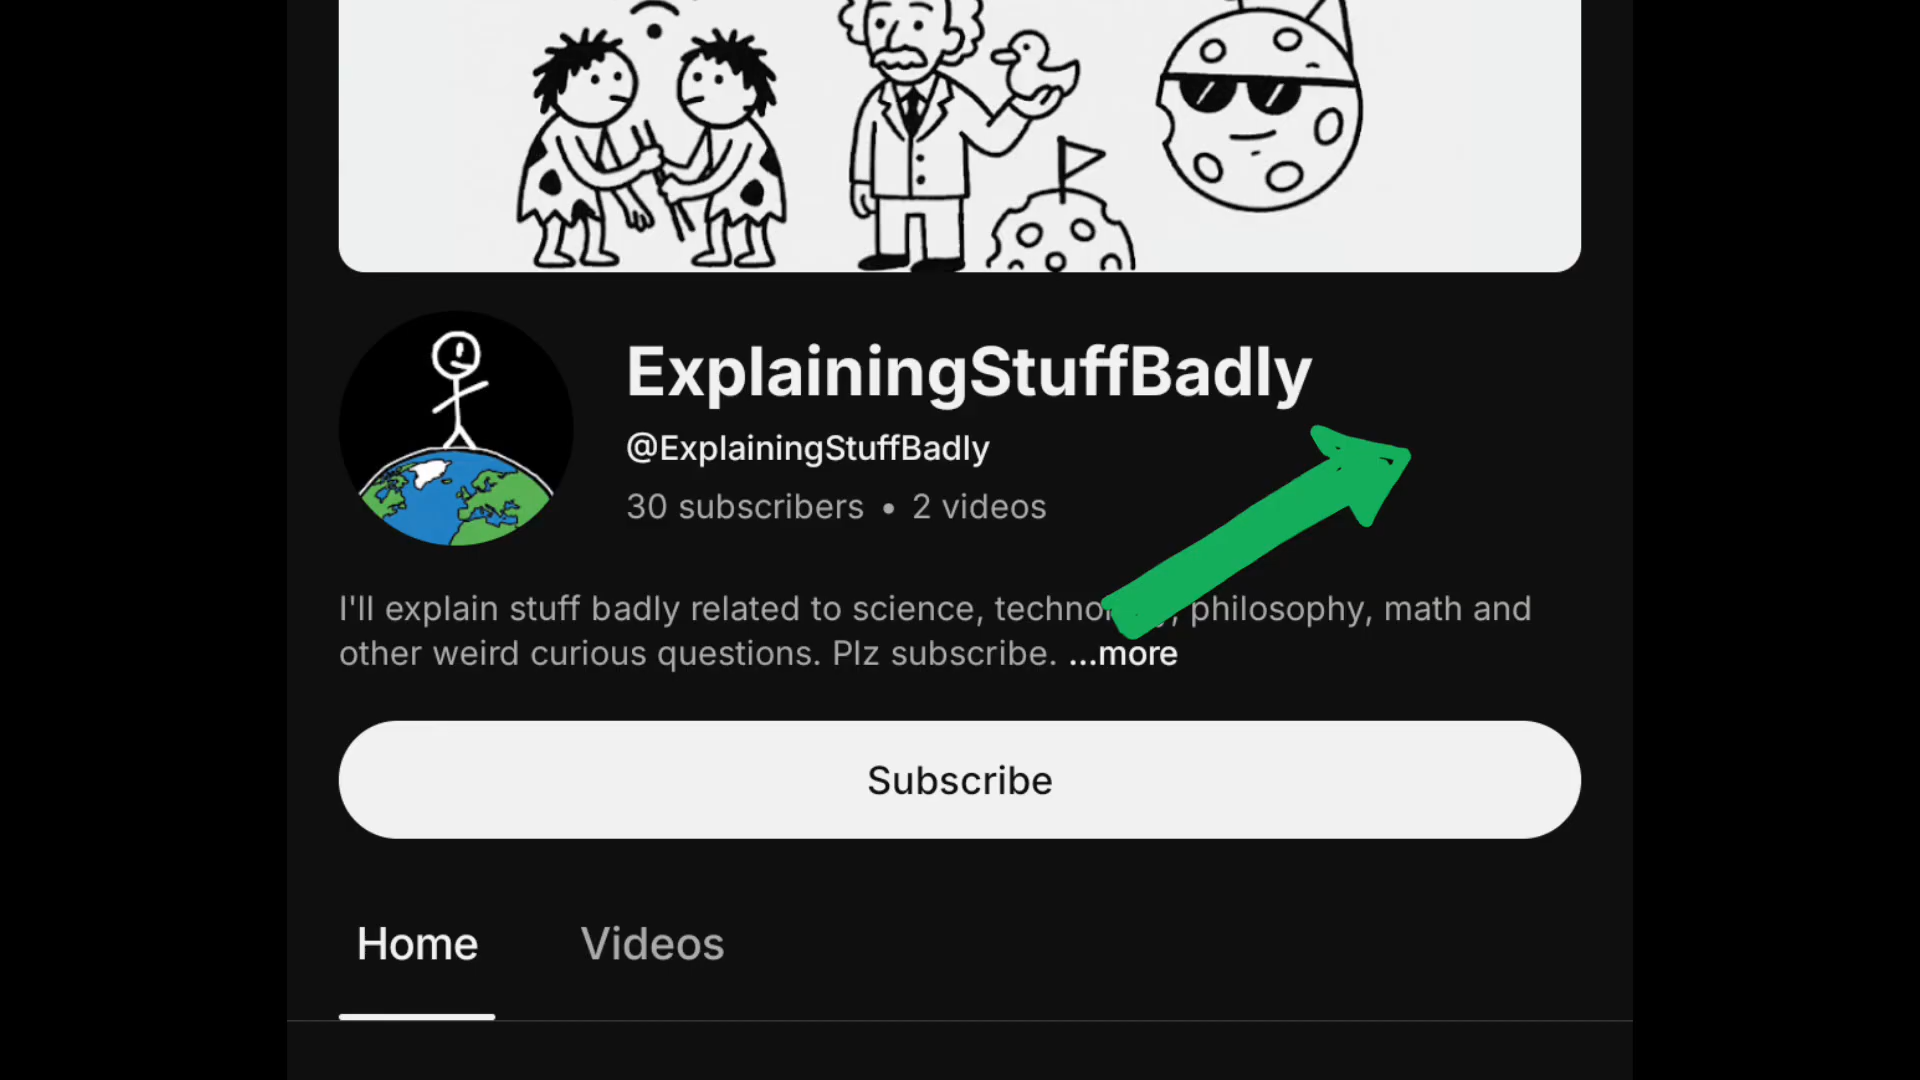 ExplainingStuffBadly
@ExplainingStuffBadly
30 subscribers • 2 videos
I'll explain stuff badly related to science, philosophy, math and
other weird curious questions. Plz subscribe. ...more
Subscribe
Home
Videos